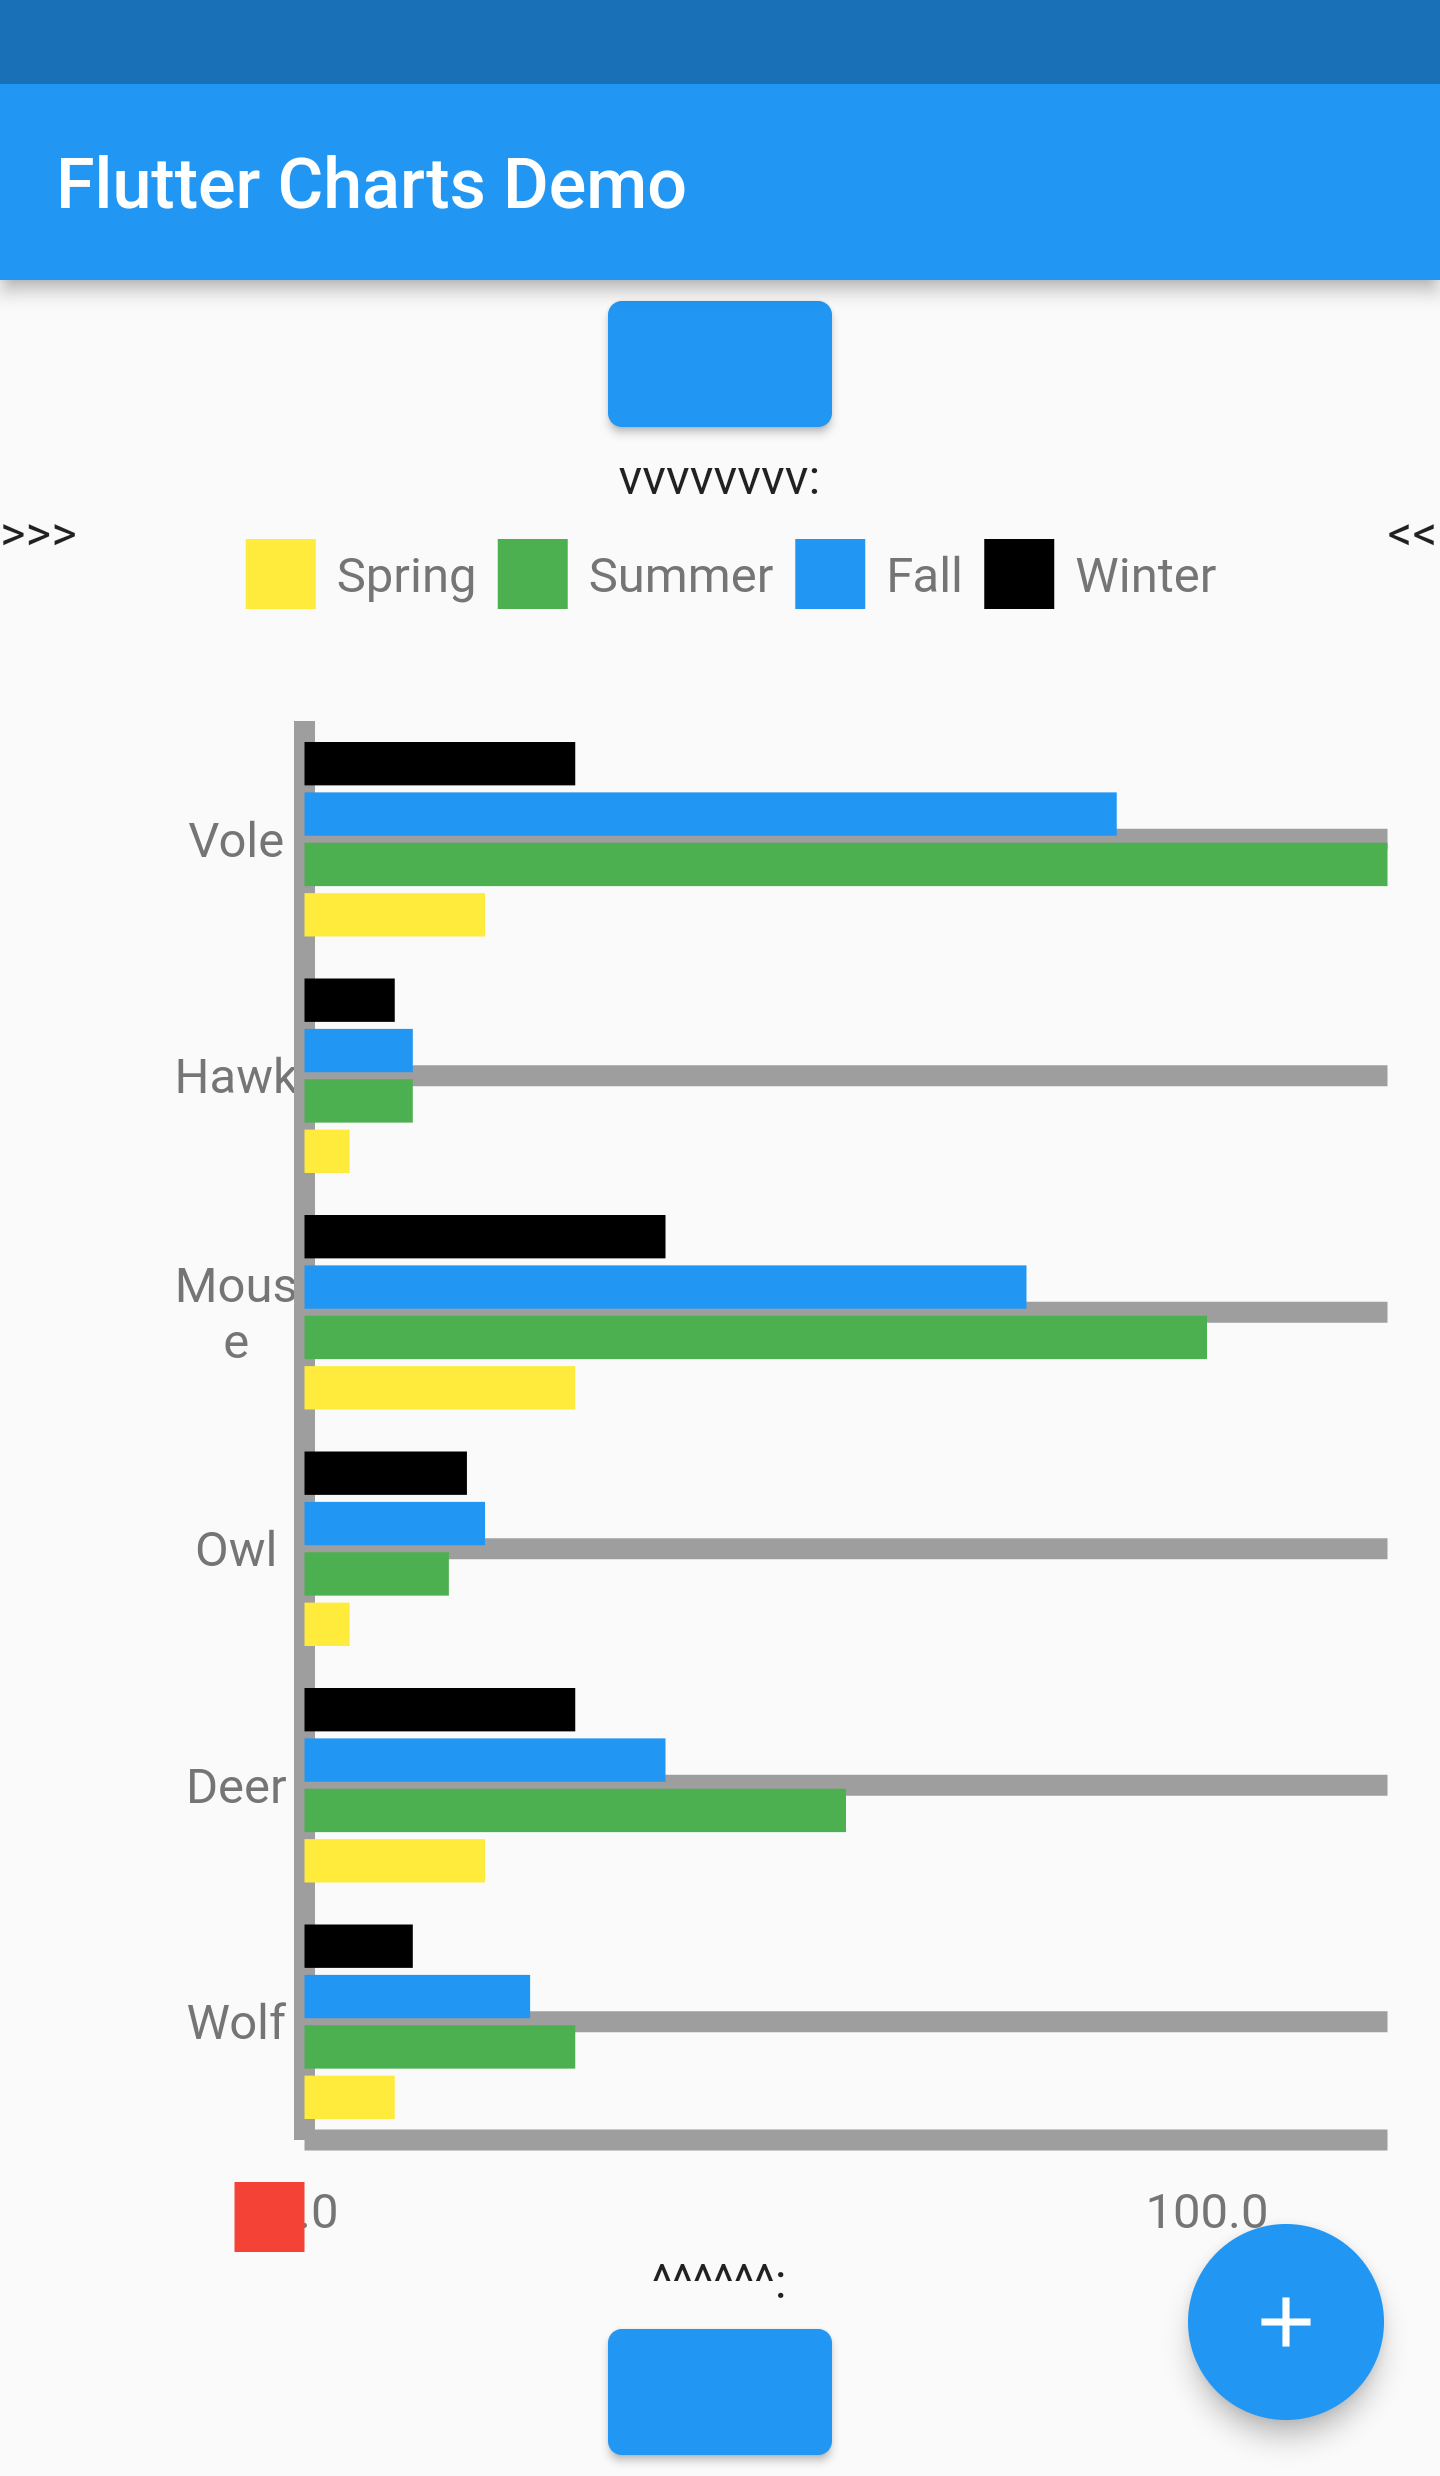 Flutter Charts Demo
vvvvvvvv:
>>> <<
Spring Summer Fall Winter
Vole
Hawk
Mous
e
Owl
Deer
Wolf
.0 100.0
^^^^^^:
+